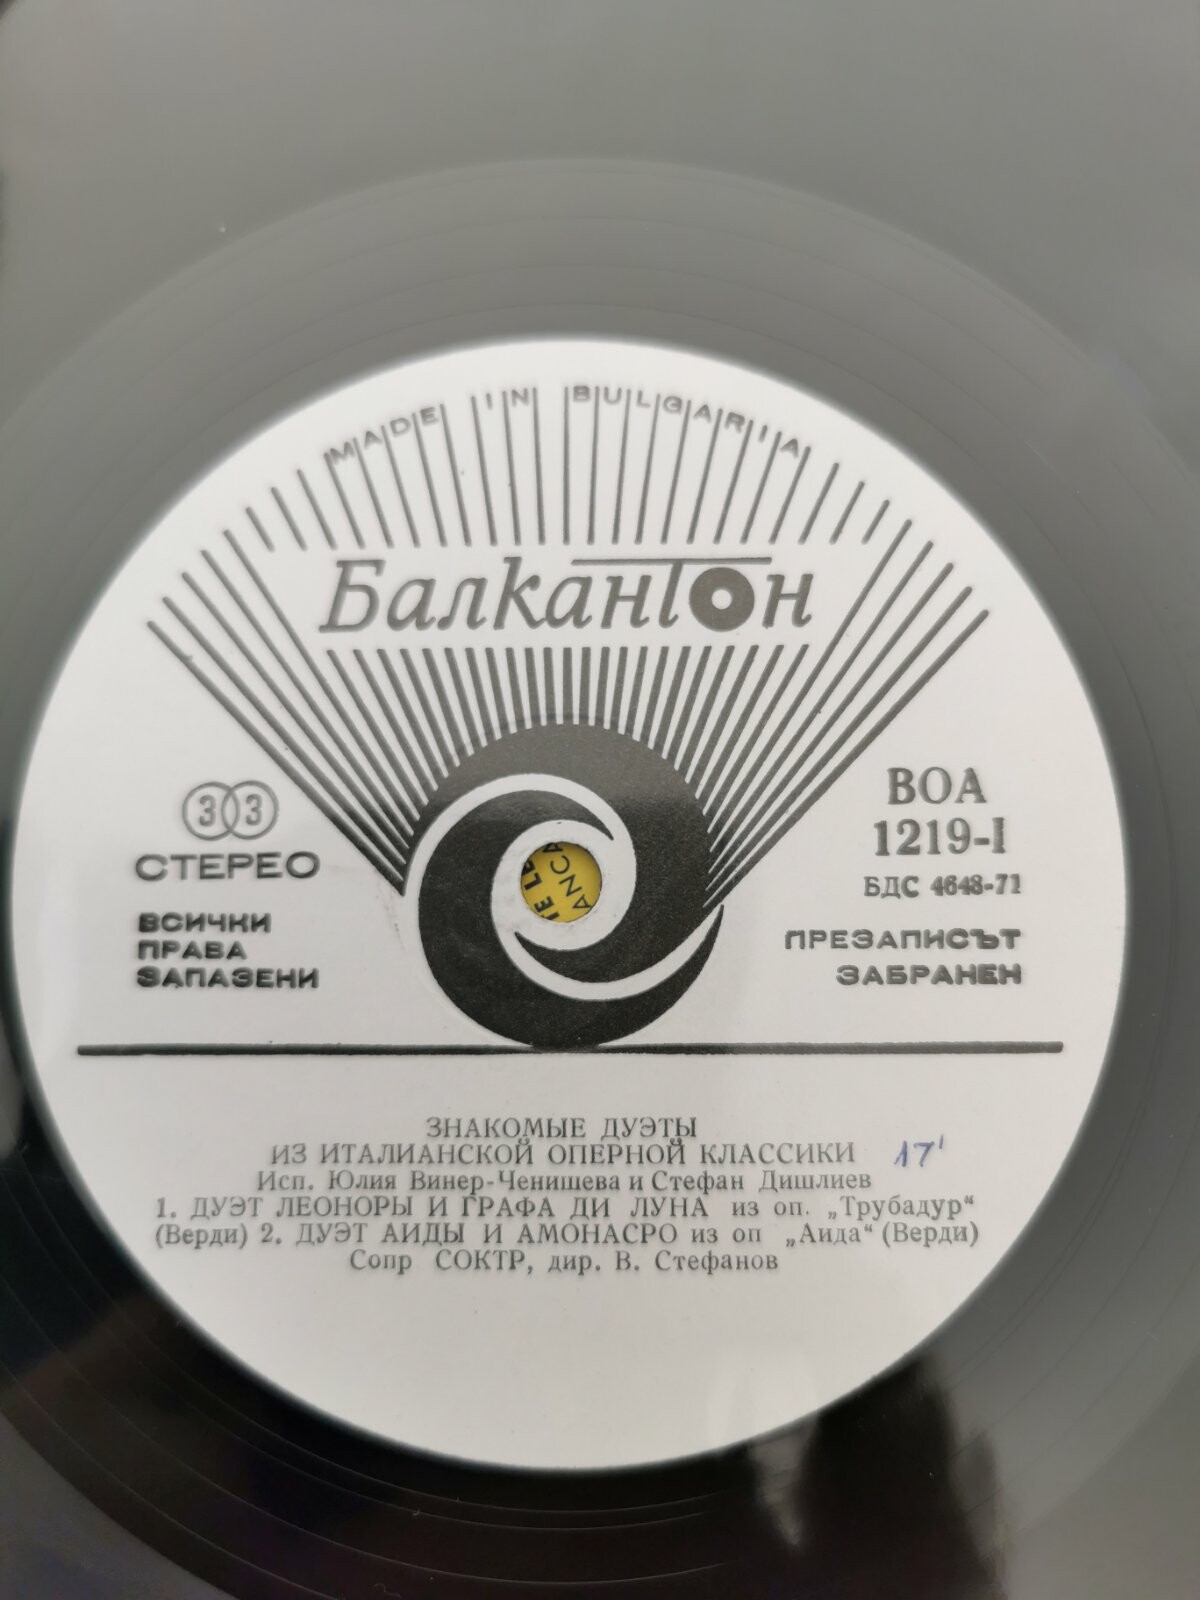 MADE IN BULGARIA
Балкантон
33
СТЕРЕО
ВСИЧКИ
ПРАВА
ЗАПАЗЕНИ
ВОА
1219-I
БДС 4648-71
ПРЕЗАПИСЪТ
ЗАБРАНЕН
ЗНАКОМЫЕ ДУЭТЫ
ИЗ ИТАЛИАНСКОЙ ОПЕРНОЙ КЛАССИКИ 17'
Исп. Юлия Винер-Ченишева и Стефан Дишлиев
1. ДУЭТ ЛЕОНОРЫ И ГРАФА ДИ ЛУНА из оп. „Трубадур“
(Верди) 2. ДУЭТ АИДЫ И АМОНАСРО из оп „Аида“ (Верди)
Сопр СОКТР, дир. В. Стефанов